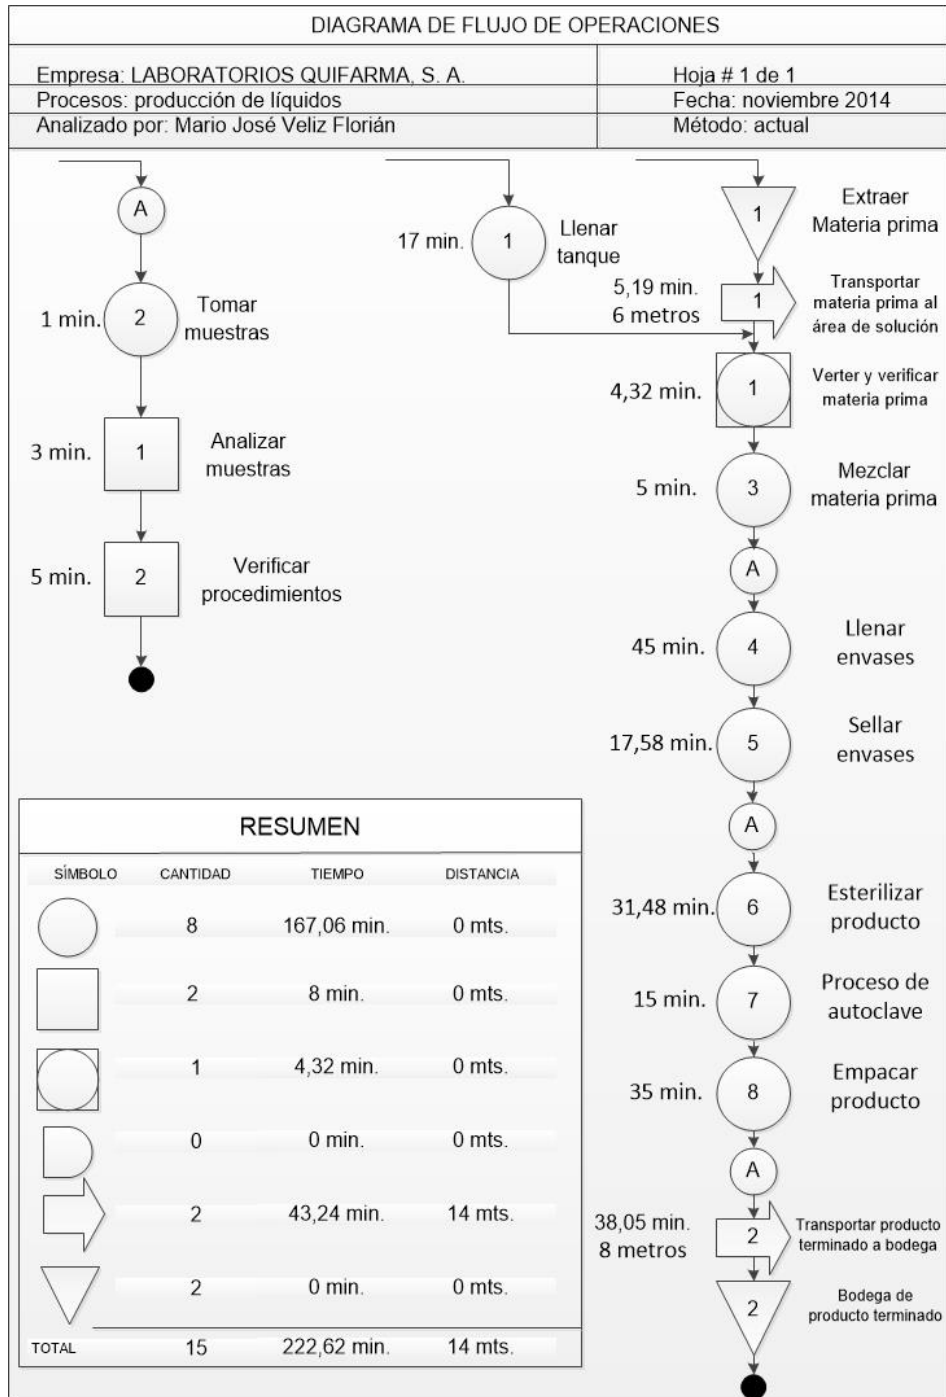 DIAGRAMA DE FLUJO DE OPERACIONES
Empresa: LABORATORIOS QUIFARMA, S. A.
Hoja # 1 de 1
Procesos: producción de líquidos
Fecha: noviembre 2014
Analizado por: Mario José Veliz Florián
Método: actual
A
1 min.
2
Tomar
muestras
3 min.
1
Analizar
muestras
5 min.
2
Verificar
procedimientos
17 min.
1
Llenar
tanque
1
Extraer
Materia prima
5,19 min.
6 metros
1
Transportar
materia prima al
área de solución
4,32 min.
1
Verter y verificar
materia prima
5 min.
3
Mezclar
materia prima
A
45 min.
4
Llenar
envases
17,58 min.
5
Sellar
envases
A
31,48 min.
6
Esterilizar
producto
15 min.
7
Proceso de
autoclave
35 min.
8
Empacar
producto
A
38,05 min.
8 metros
2
Transportar producto
terminado a bodega
2
Bodega de
producto terminado
RESUMEN
SÍMBOLO CANTIDAD TIEMPO DISTANCIA
8 167,06 min. 0 mts.
2 8 min. 0 mts.
1 4,32 min. 0 mts.
0 0 min. 0 mts.
2 43,24 min. 14 mts.
2 0 min. 0 mts.
TOTAL 15 222,62 min. 14 mts.